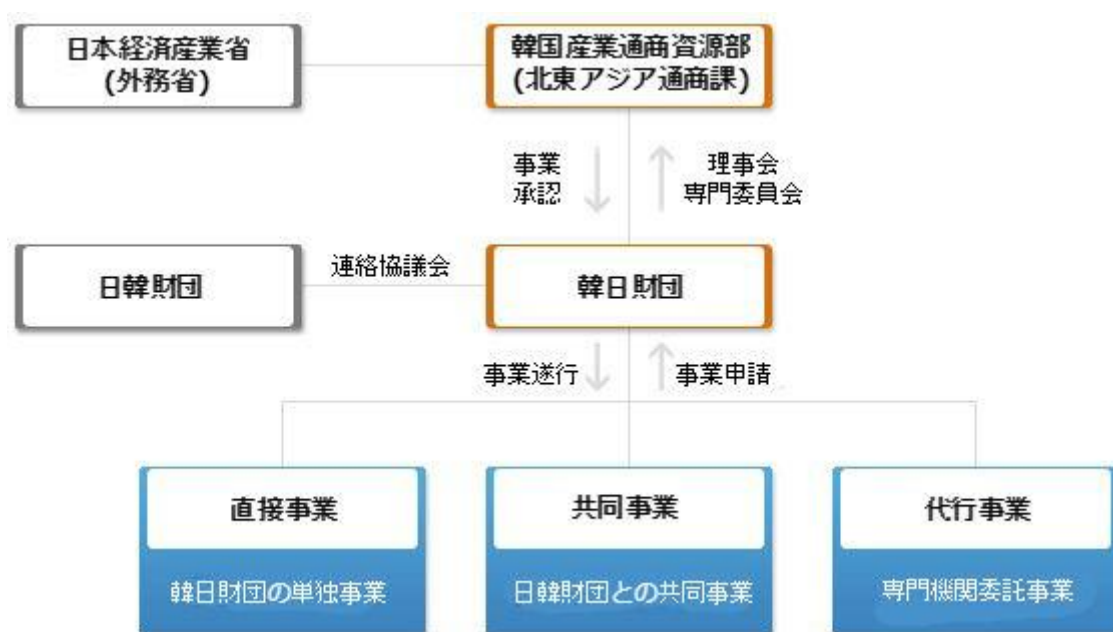 日本経済産業省
(外務省)
韓国産業通商資源部
(北東アジア通商課)
事業
承認
理事会
専門委員会
日韓財団
連絡協議会
韓日財団
事業遂行
事業申請
直接事業
共同事業
代行事業
韓日財団の単独事業
日韓財団との共同事業
専門機関委託事業